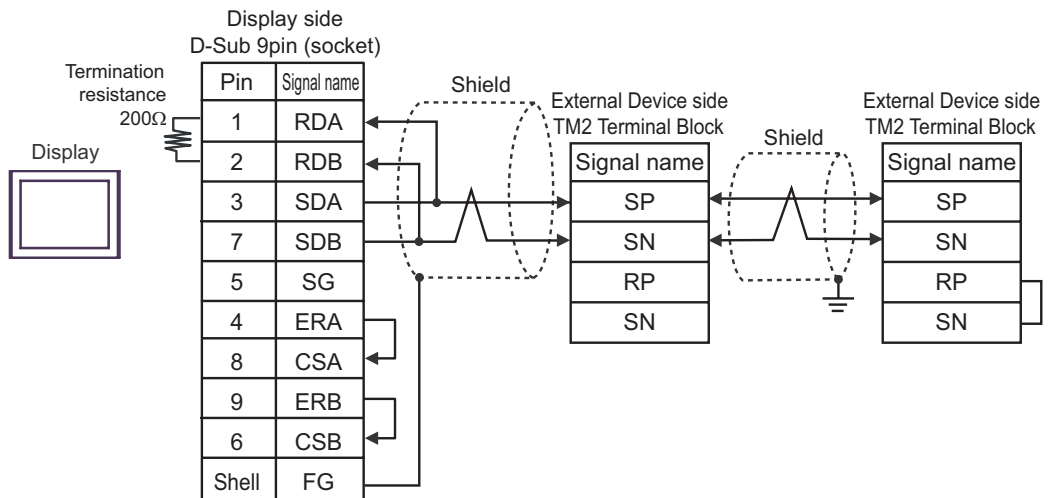 Display side
D-Sub 9pin (socket)
Termination
resistance
200Ω
Display
Pin Signal name
1 RDA
2 RDB
3 SDA
7 SDB
5 SG
4 ERA
8 CSA
9 ERB
6 CSB
Shell FG
Shield
External Device side
TM2 Terminal Block
Signal name
SP
SN
RP
SN
Shield
External Device side
TM2 Terminal Block
Signal name
SP
SN
RP
SN